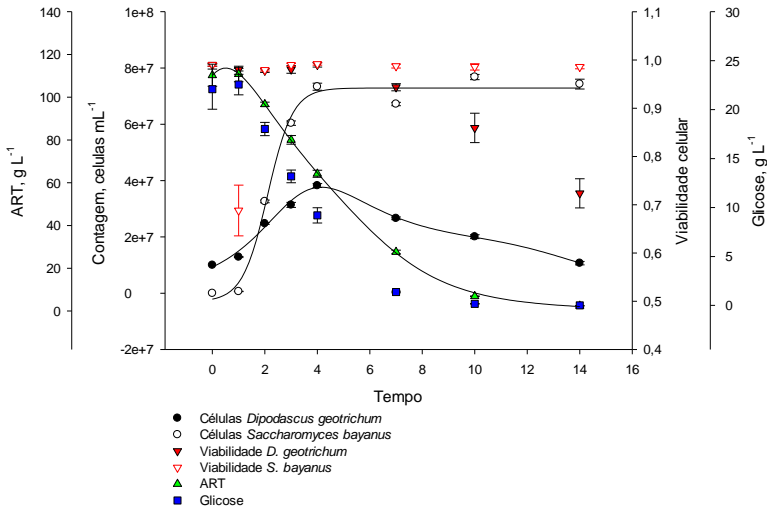 ART, g L⁻¹
140
120
100
80
60
40
20
0
Contagem, celulas mL⁻¹
1e+8
8e+7
6e+7
4e+7
2e+7
0
-2e+7
Viabilidade celular
1,1
1,0
0,9
0,8
0,7
0,6
0,5
0,4
Glicose, g L⁻¹
30
25
20
15
10
5
0
0 2 4 6 8 10 12 14 16
Tempo
Células Dipodascus geotrichum
Células Saccharomyces bayanus
Viabilidade D. geotrichum
Viabilidade S. bayanus
ART
Glicose